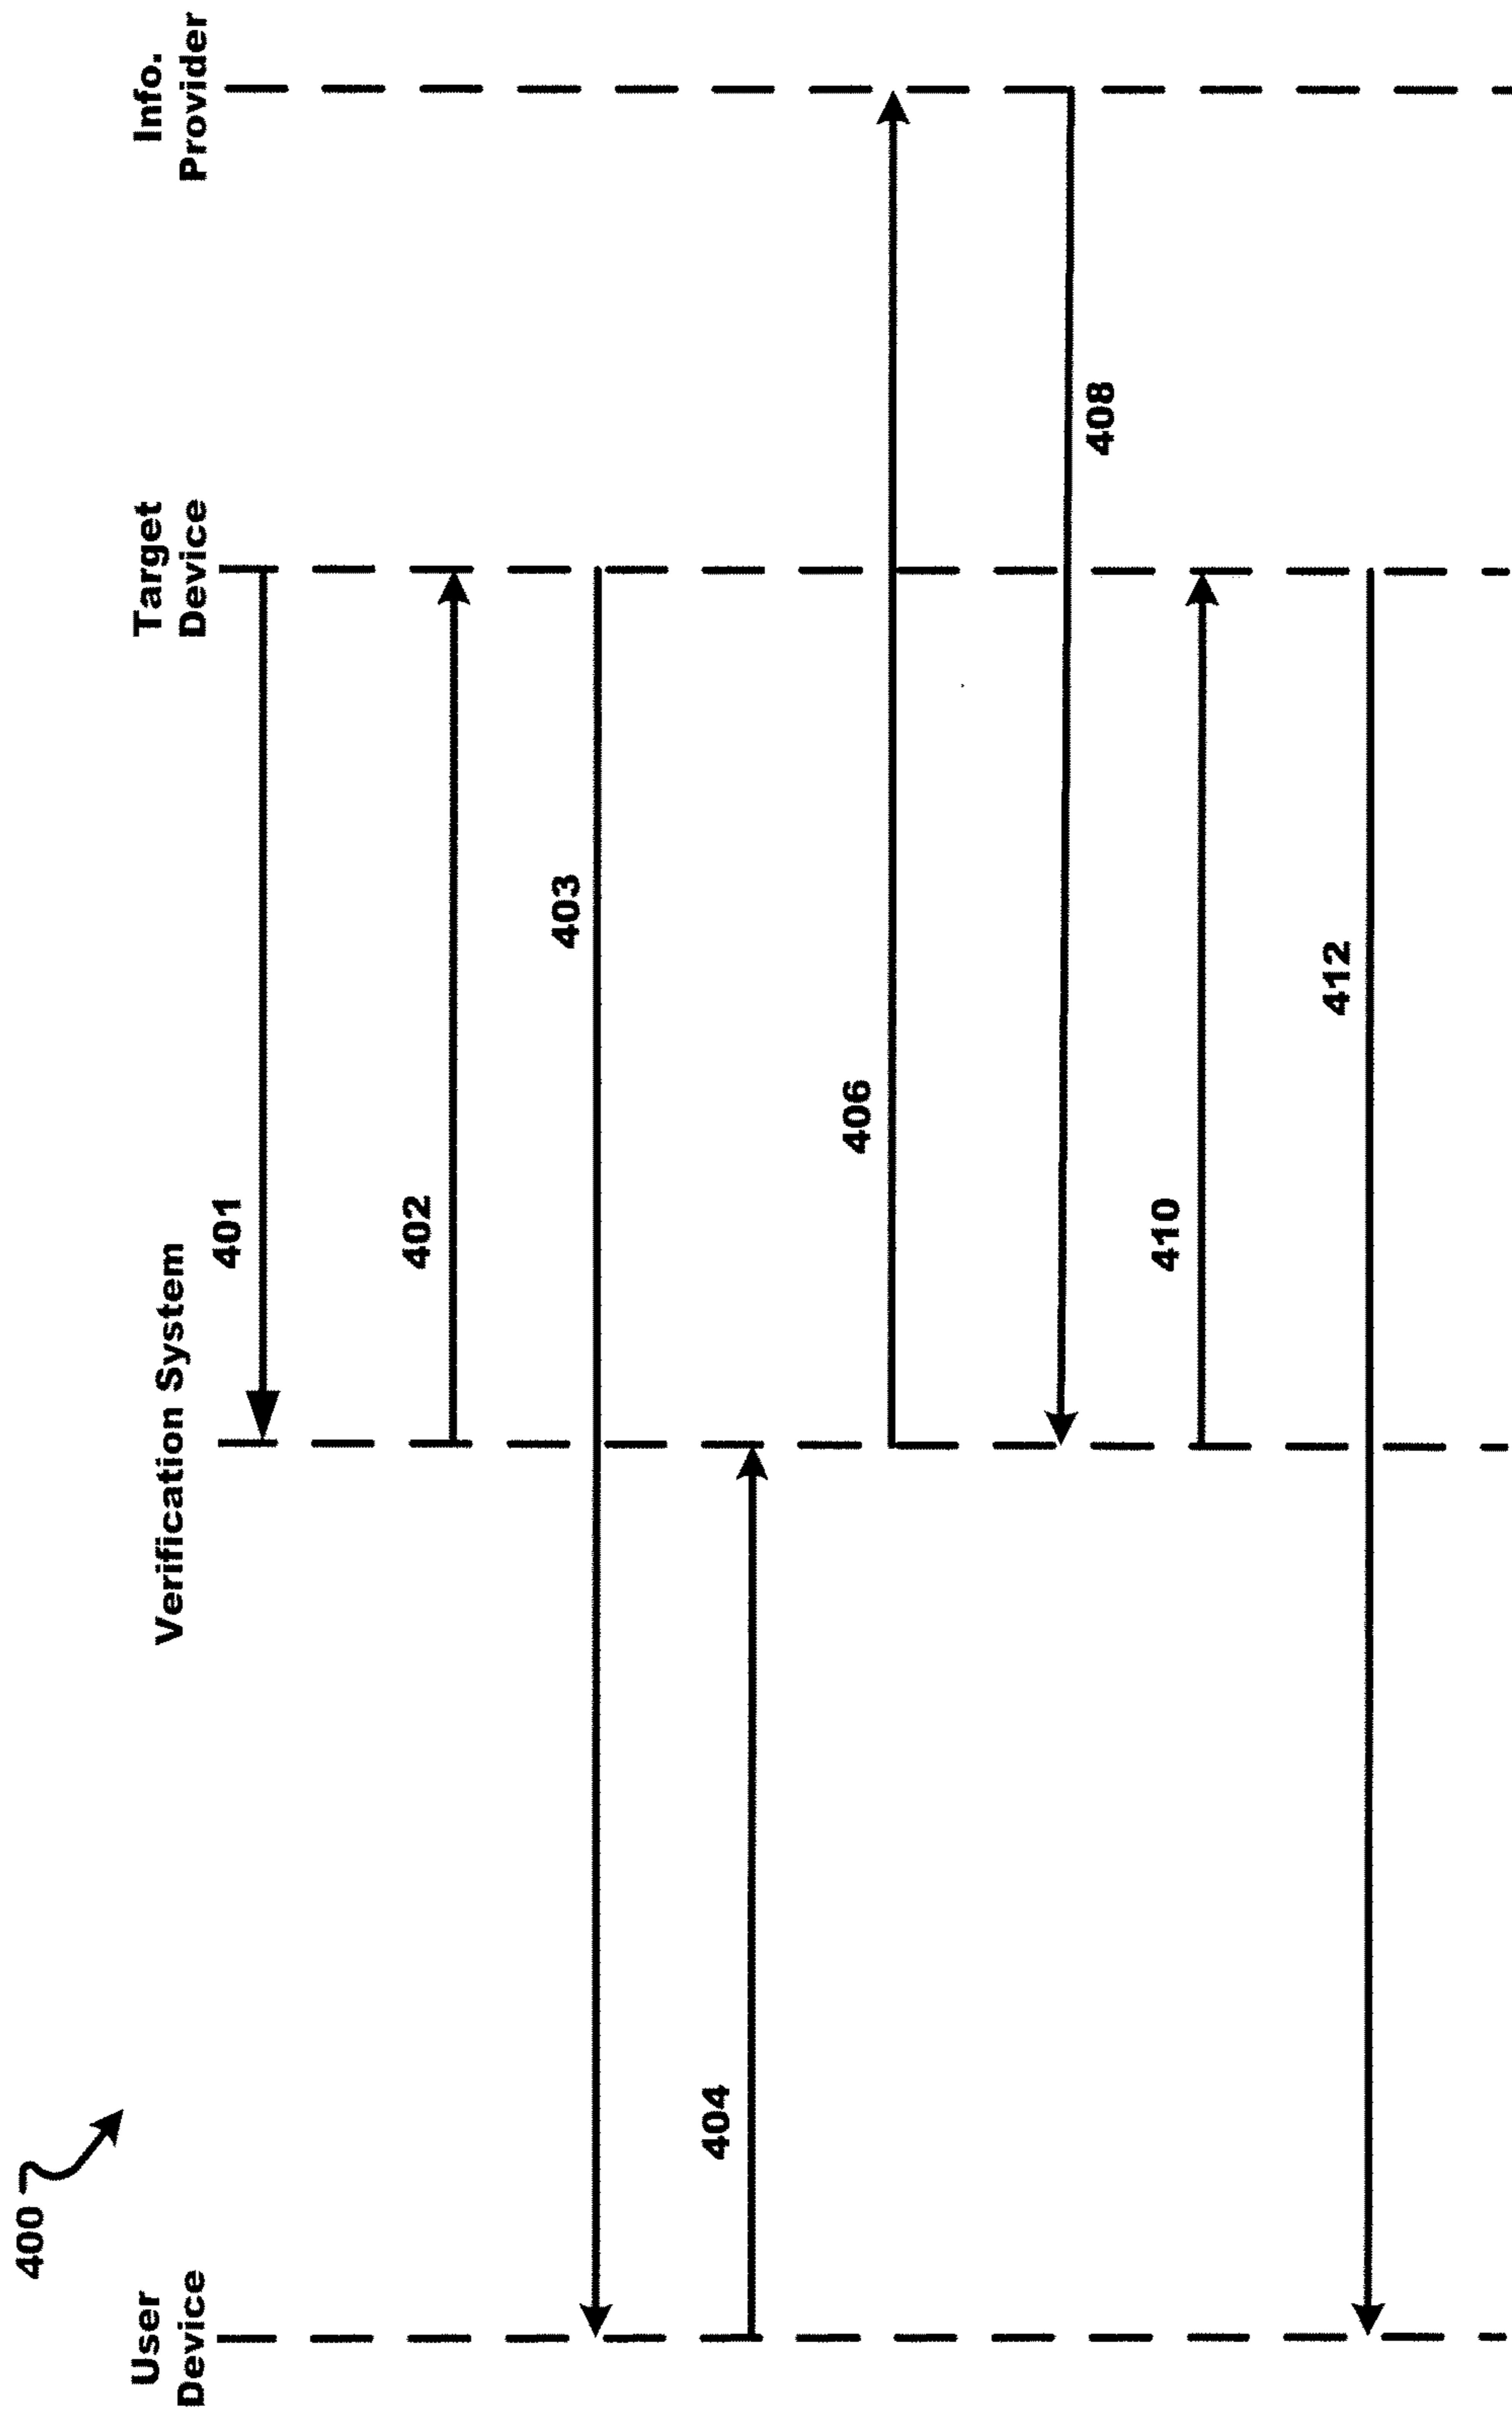 400
User
Device
Verification System
Target
Device
Info.
Provider
401
402
403
404
406
408
410
412